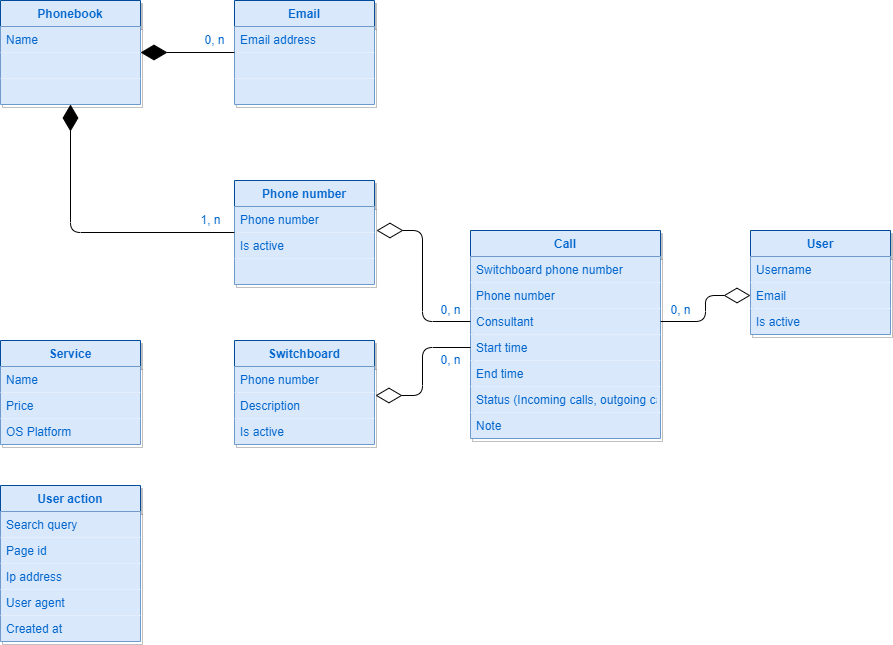 Phonebook
Name
0, n
Email
Email address
1, n
Phone number
Phone number
Is active
0, n
Call
Switchboard phone number
Phone number
Consultant
Start time
End time
Status (Incoming calls, outgoing
Note
0, n
User
Username
Email
Is active
Service
Name
Price
OS Platform
Switchboard
Phone number
Description
Is active
0, n
User action
Search query
Page id
Ip address
User agent
Created at